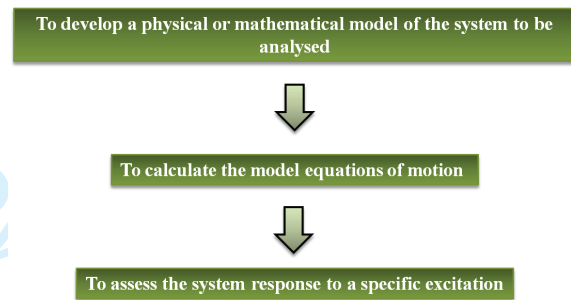 To develop a physical or mathematical model of the system to be
analysed
To calculate the model equations of motion
To assess the system response to a specific excitation